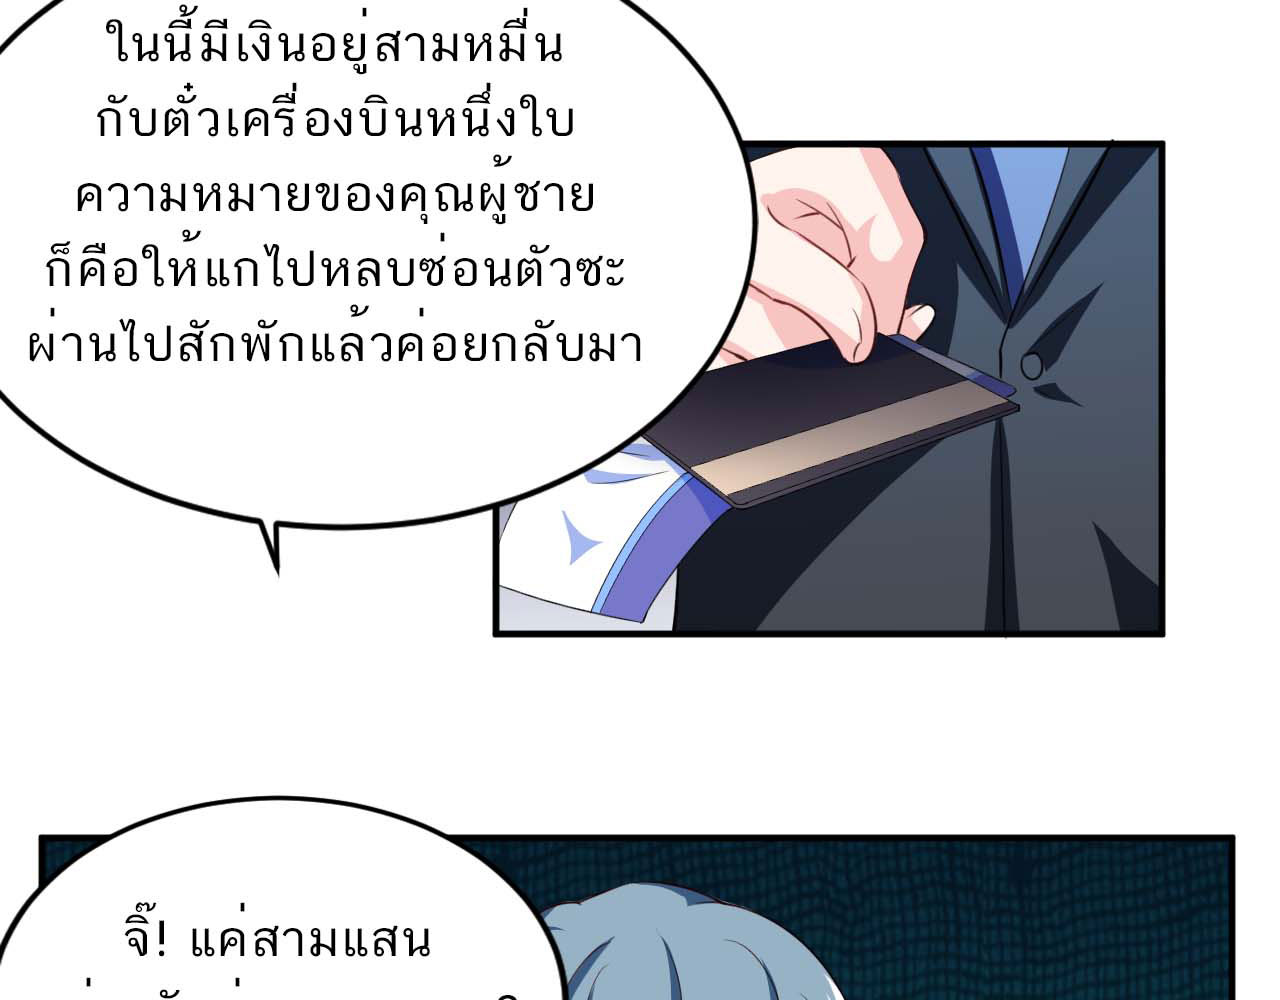 ในนี้มีเงินอยู่สามหมื่น
กับตั๋วเครื่องบินหนึ่งใบ
ความหมายของคุณผู้ชาย
ก็คือให้แกไปหลบซ่อนตัวซะ
ผ่านไปสักพักแล้วค่อยกลับมา
จิ๊! แค่สามแสน